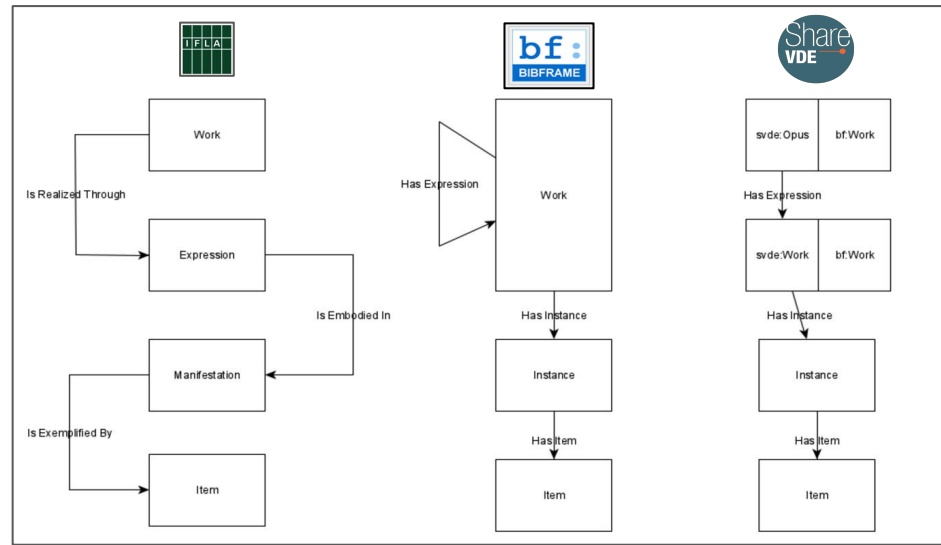 IFLA
Work
Is Realized Through
Expression
Is Embodied In
Manifestation
Is Exemplified By
Item
bf:
BIBFRAME
Has Expression
Work
Has Instance
Instance
Has Item
Item
Share
VDE
svde:Opus bf:Work
Has Expression
svde:Work bf:Work
Has Instance
Instance
Has Item
Item